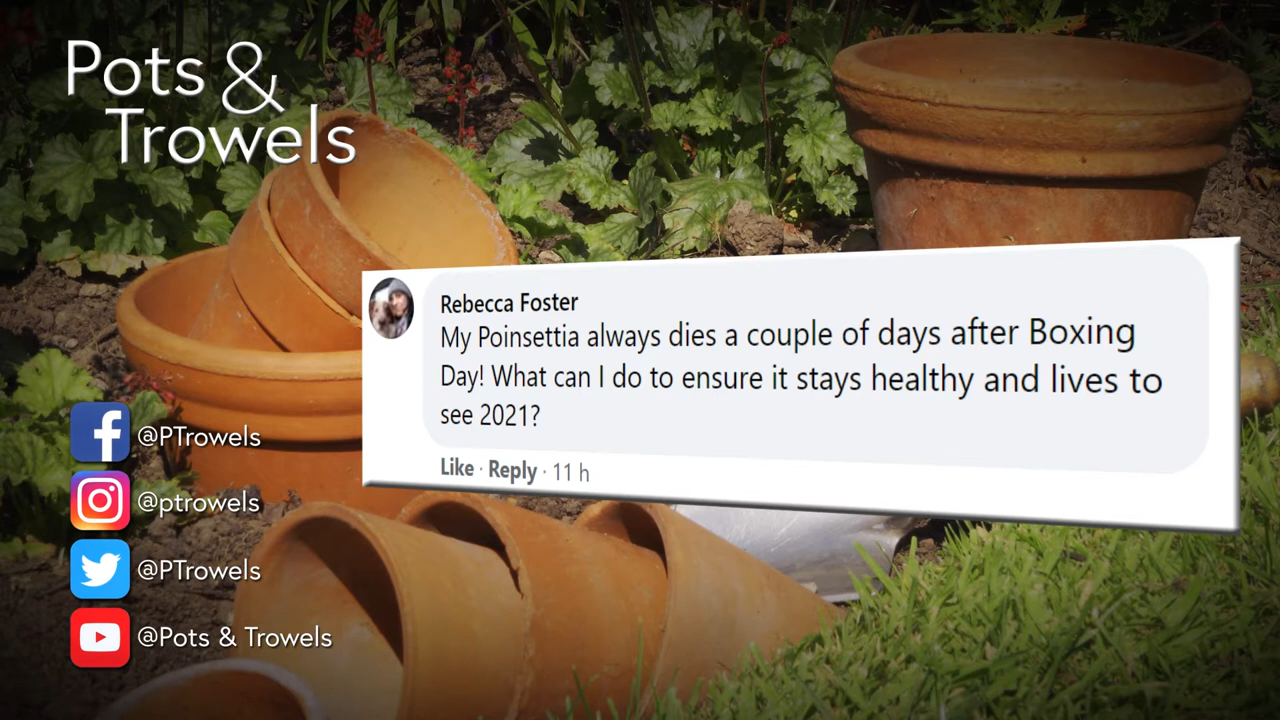 Pots &
Trowels
Rebecca Foster
My Poinsettia always dies a couple of days after Boxing
Day! What can I do to ensure it stays healthy and lives to
see 2021?
Like · Reply · 11 h
@PTrowels
@ptrowels
@PTrowels
@Pots & Trowels